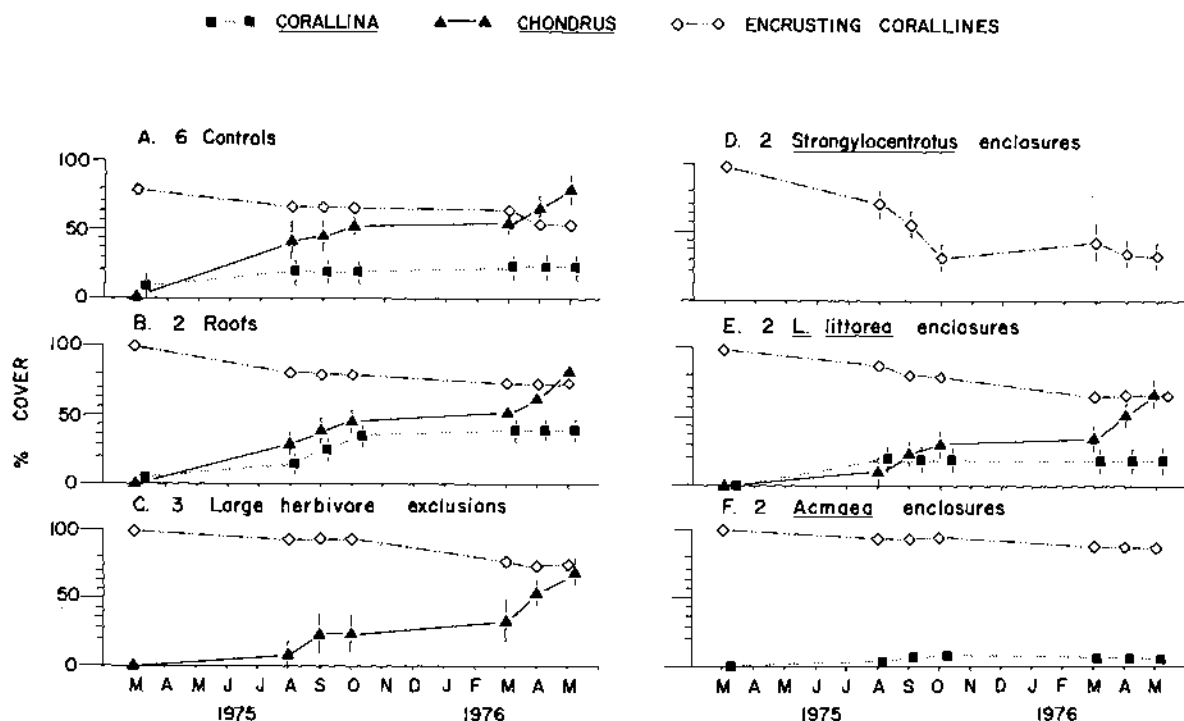 CORALLINA CHONDRUS ENCRUSTING CORALLINES
A. 6 Controls
100
50
0
B. 2 Roofs
100
50
0
C. 3 Large herbivore exclusions
100
50
0
% COVER
M A M J J A S O N D J F M A M
1975 1976
D. 2 Strongylocentrotus enclosures
E. 2 L. littorea enclosures
F. 2 Acmaea enclosures
M A M J J A S O N D J F M A M
1975 1976